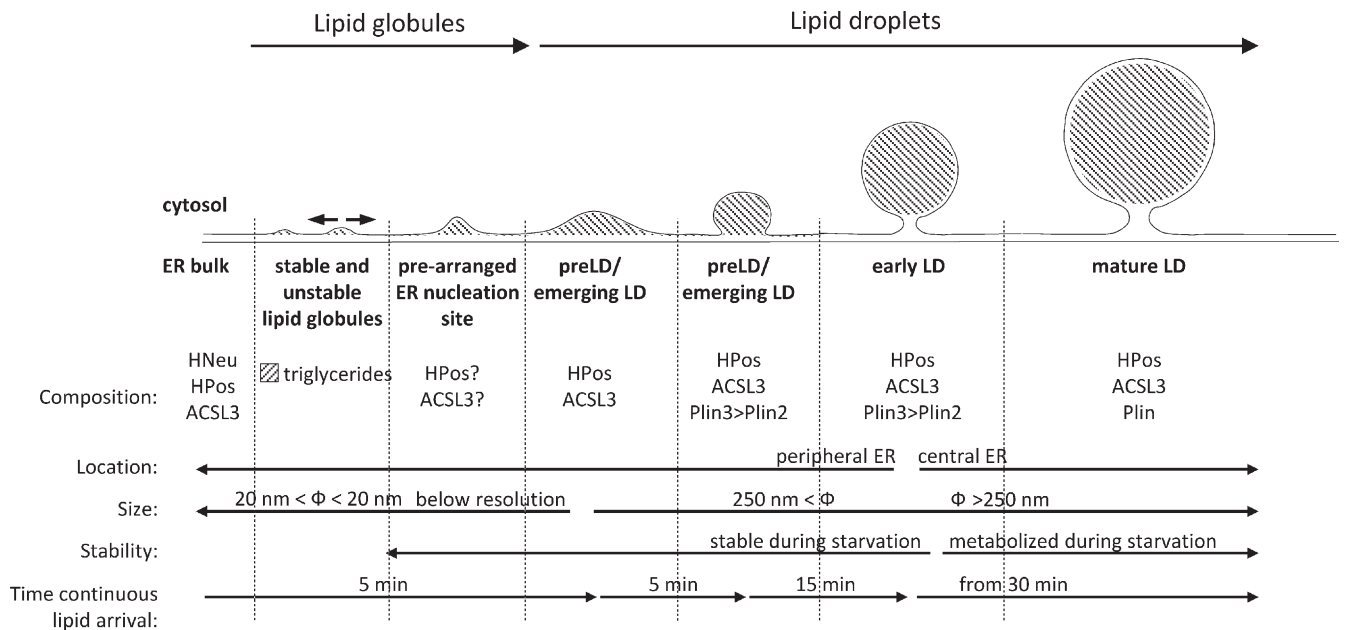 Lipid globules
Lipid droplets
cytosol
ER bulk
stable and
unstable
lipid globules
pre-arranged
ER nucleation
site
preLD/
emerging LD
preLD/
emerging LD
early LD
mature LD
Composition:
HNeu
HPos
ACSL3
triglycerides
HPos?
ACSL3?
HPos
ACSL3
HPos
ACSL3
Plin3>Plin2
HPos
ACSL3
Plin3>Plin2
HPos
ACSL3
Plin
Location:
peripheral ER
central ER
Size:
20 nm < Φ < 20 nm
below resolution
250 nm < Φ
Φ >250 nm
Stability:
stable during starvation
metabolized during starvation
Time continuous
lipid arrival:
5 min
5 min
15 min
from 30 min